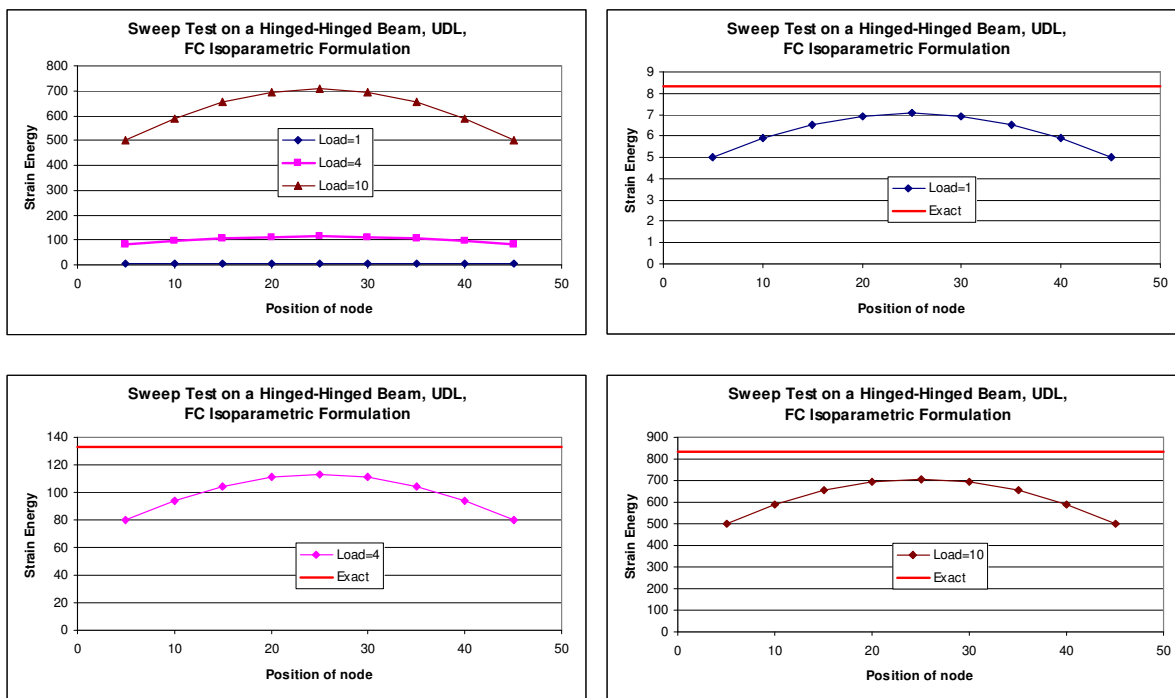 Sweep Test on a Hinged-Hinged Beam, UDL,
FC Isoparametric Formulation
Strain Energy
800
700
600
500
400
300
200
100
0
Load=1
Load=4
Load=10
0 10 20 30 40 50
Position of node
Sweep Test on a Hinged-Hinged Beam, UDL,
FC Isoparametric Formulation
Strain Energy
9
8
7
6
5
4
3
2
1
0
Load=1
Exact
0 10 20 30 40 50
Position of node
Sweep Test on a Hinged-Hinged Beam, UDL,
FC Isoparametric Formulation
Strain Energy
140
120
100
80
60
40
20
0
Load=4
Exact
0 10 20 30 40 50
Position of node
Sweep Test on a Hinged-Hinged Beam, UDL,
FC Isoparametric Formulation
Strain Energy
900
800
700
600
500
400
300
200
100
0
Load=10
Exact
0 10 20 30 40 50
Position of node